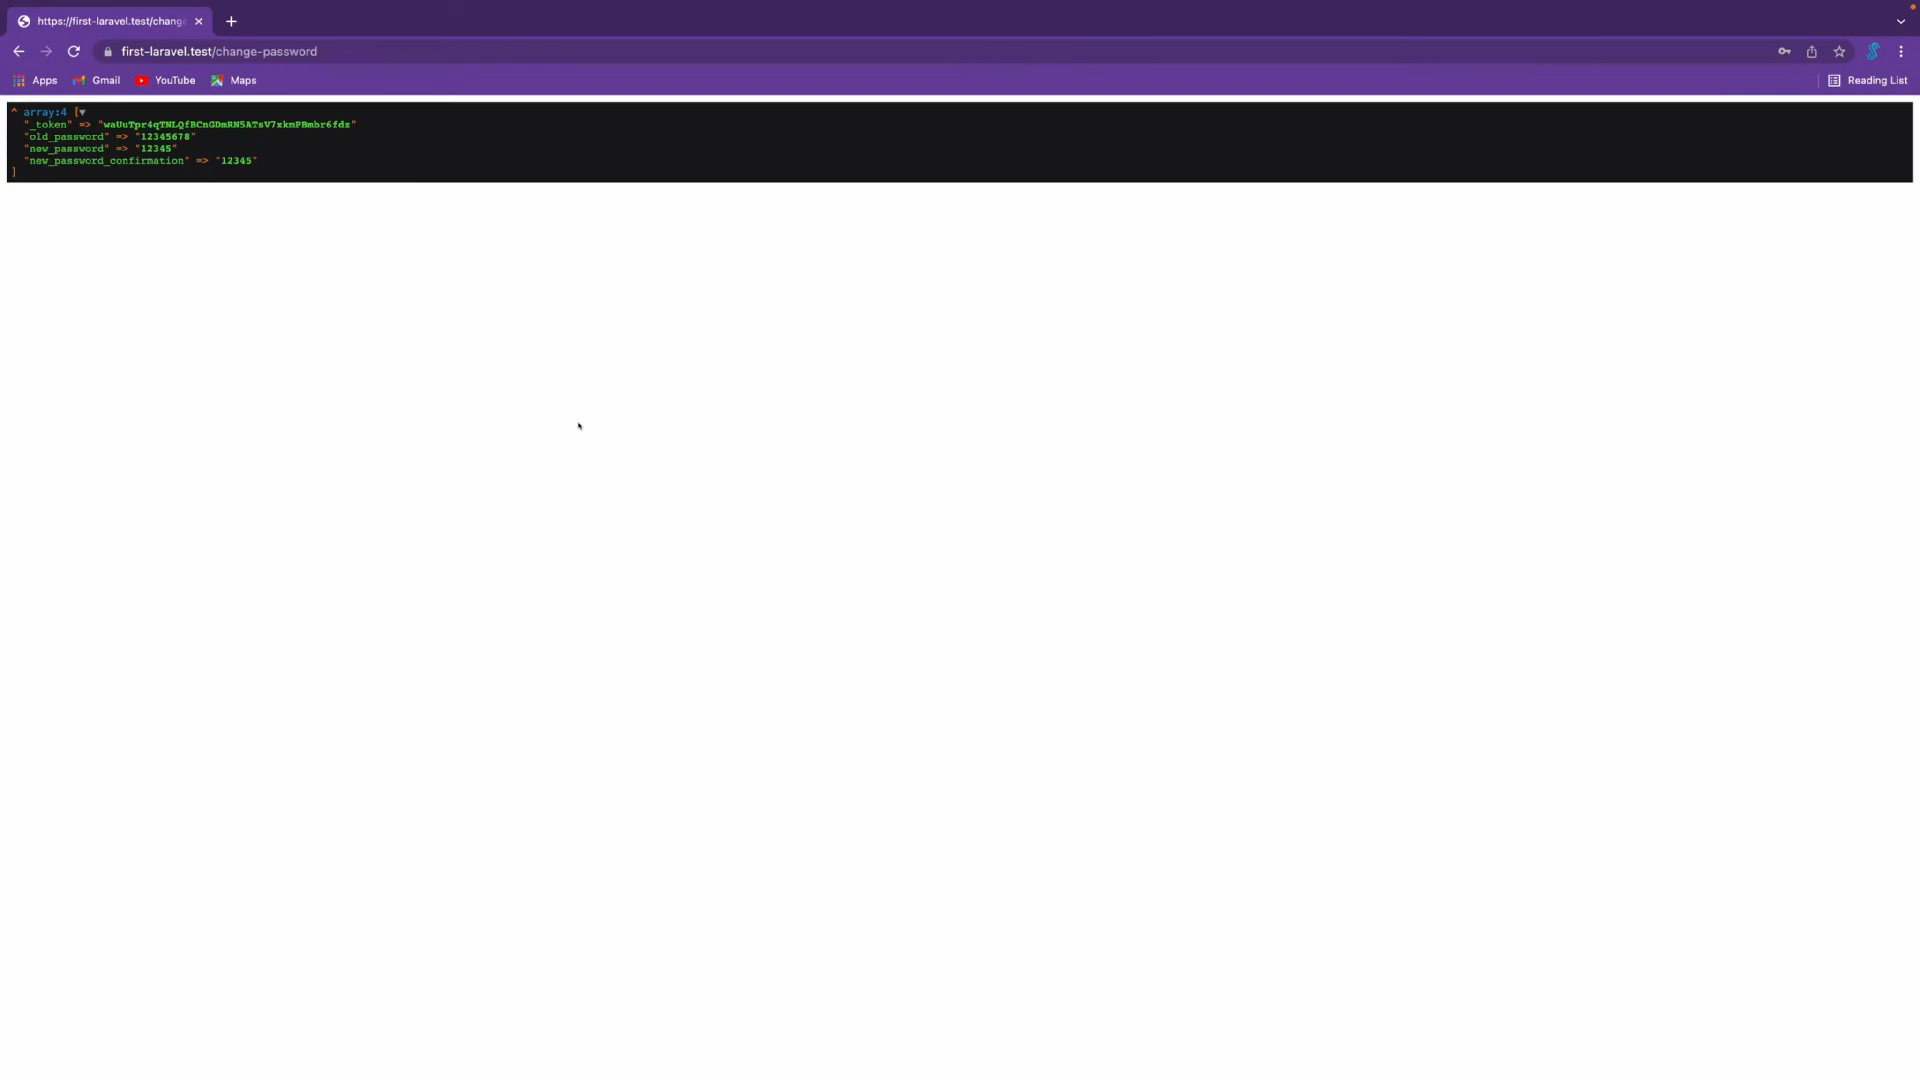 https://first-laravel.test/chang
first-laravel.test/change-password
Apps Gmail YouTube Maps Reading List
^ array:4 [▼
"_token" => "waUuTpr4qTNLQfBCnGDmRN5ATsV7xkmPBmbr6fdz"
"old_password" => "12345678"
"new_password" => "12345"
"new_password_confirmation" => "12345"
]